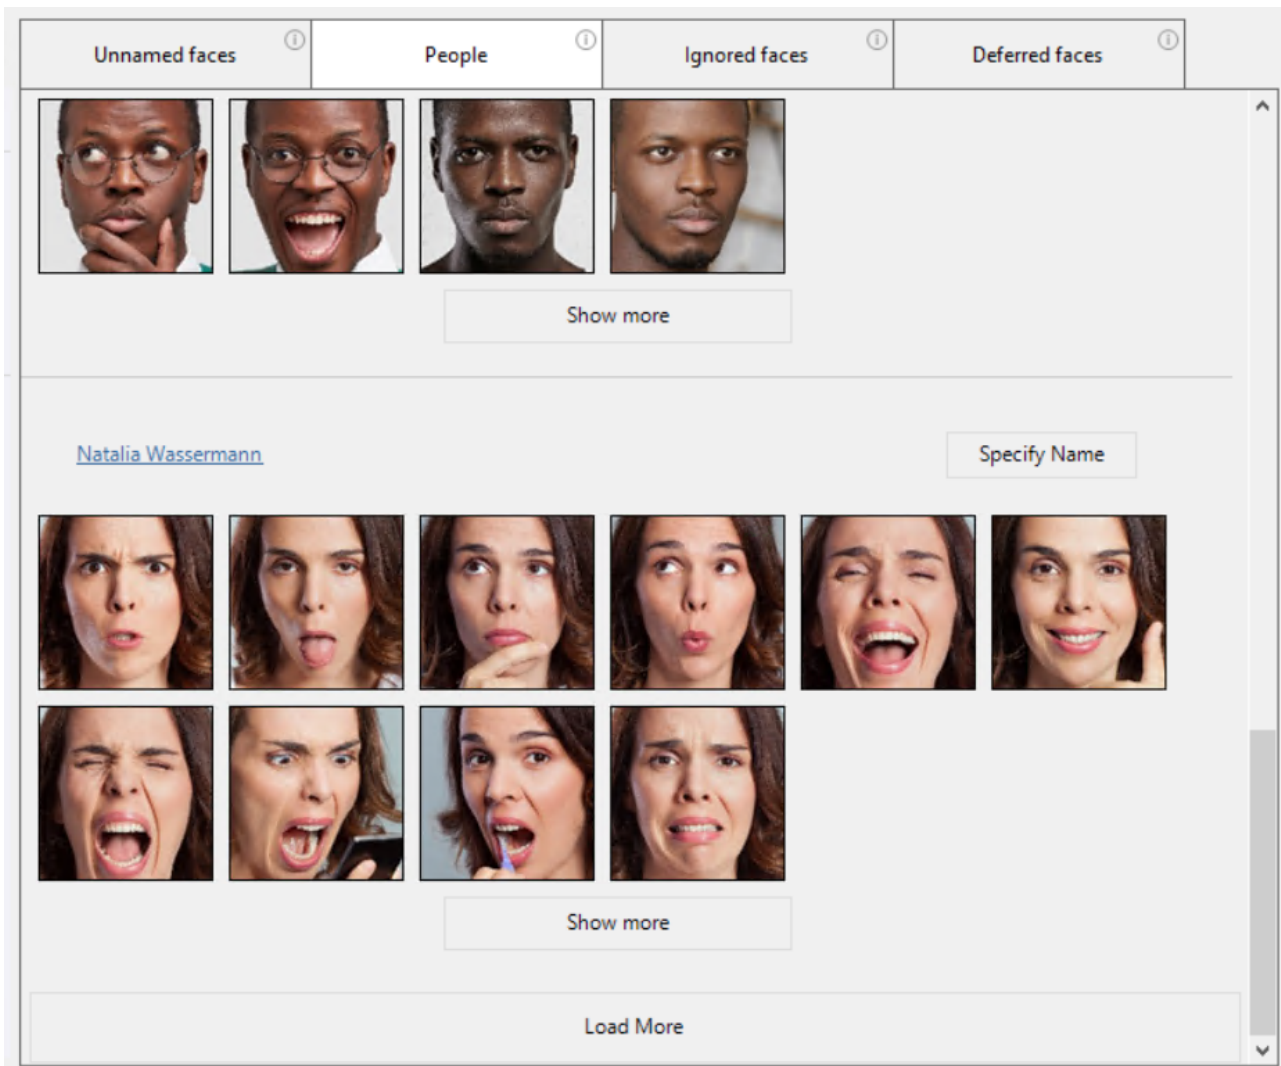 Unnamed faces
People
Ignored faces
Deferred faces
Show more
Natalia Wassermann
Specify Name
Show more
Load More